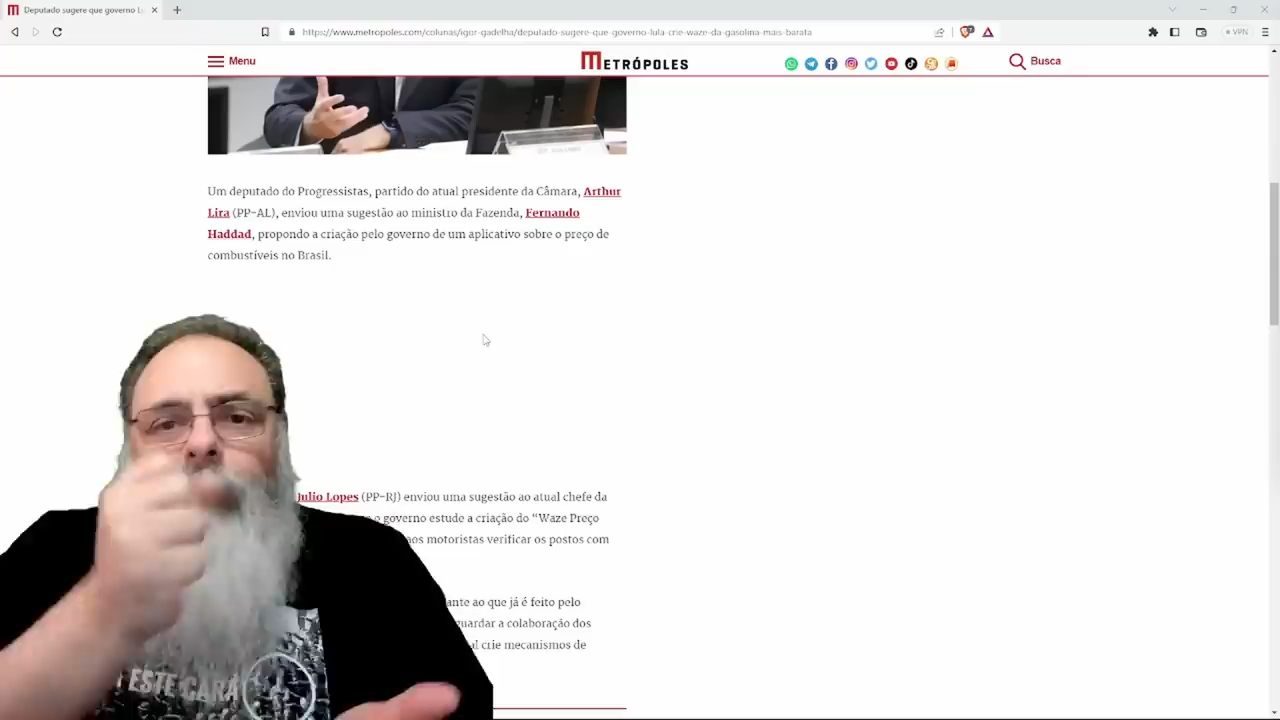 Deputado sugere que governo L
https://www.metropoles.com/colunas/igor-gadelha/deputado-sugere-que-governo-lula-crie-waze-da-gasolina-mais-barata
VPN
Menu
METRÓPOLES
Busca
Um deputado do Progressistas, partido do atual presidente da Câmara, Arthur
Lira (PP-AL), enviou uma sugestão ao ministro da Fazenda, Fernando
Haddad, propondo a criação pelo governo de um aplicativo sobre o preço de
combustíveis no Brasil.
Julio Lopes (PP-RJ) enviou uma sugestão ao atual chefe da
o governo estude a criação do “Waze Preço
aos motoristas verificar os postos com
ante ao que já é feito pelo
guardar a colaboração dos
al crie mecanismos de
ESTE CARA